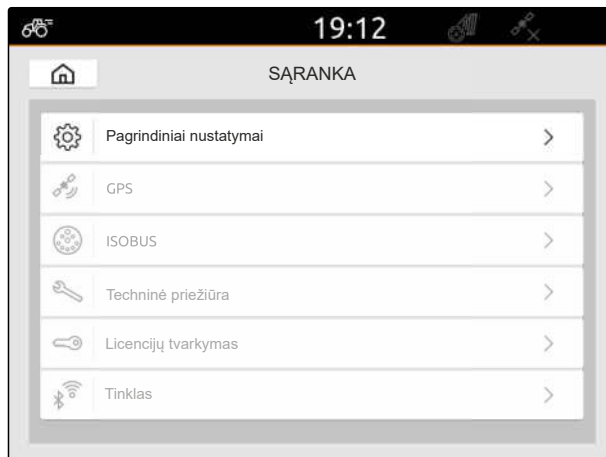 19:12
SĄRANKA
Pagrindiniai nustatymai
GPS
ISOBUS
Techninė priežiūra
Licencijų tvarkymas
Tinklas